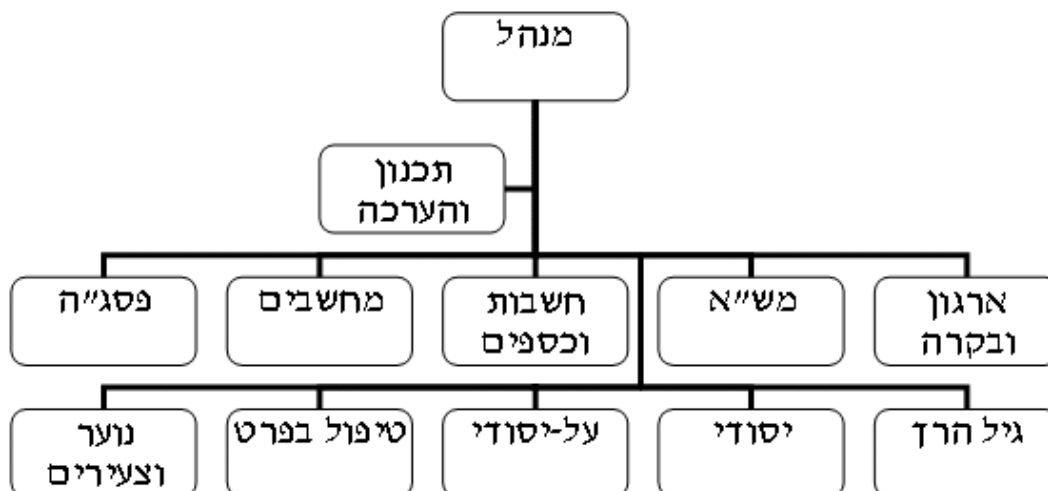 מנהל
תכנון
והערכה
ארגון
ובקרה
מש"א
חשבות
וכספים
מחשבים
פסג"ה
גיל הרך
יסודי
על-יסודי
טיפול בפרט
נוער
וצעירים